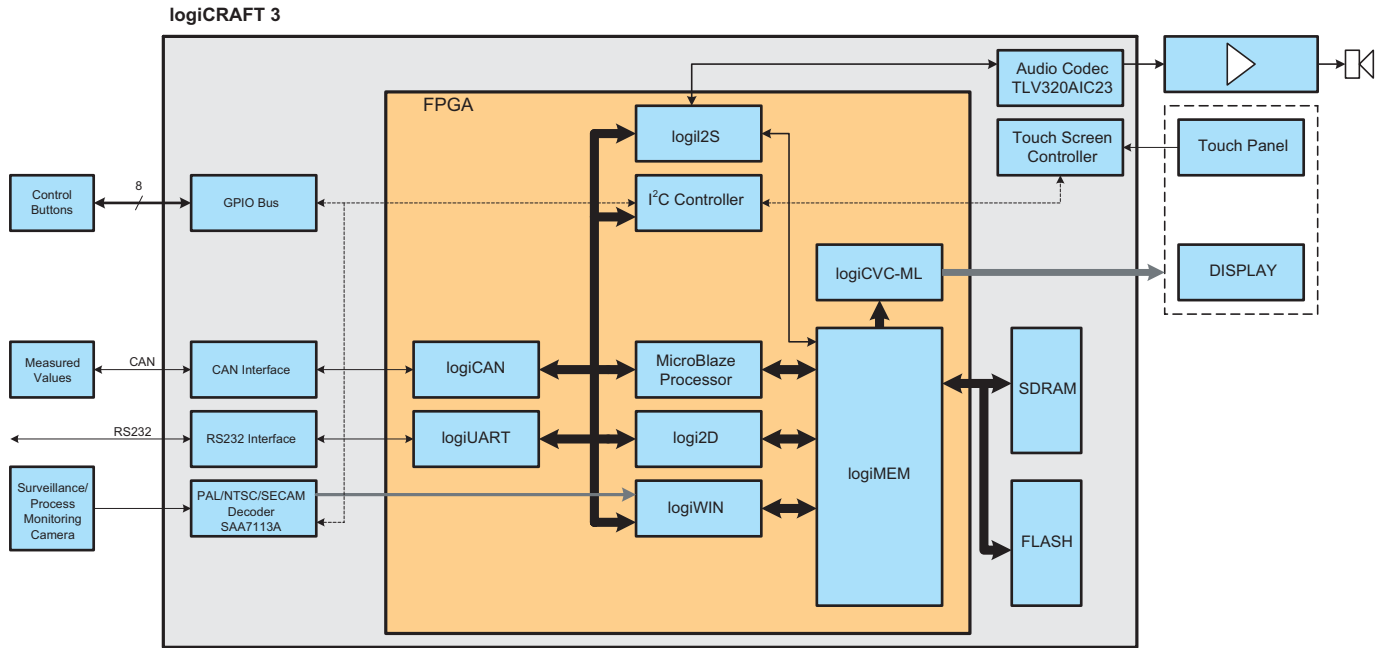 logiCRAFT 3
FPGA
Audio Codec
TLV320AIC23
logiI2S
Touch Screen
Controller
Touch Panel
Control
Buttons
8
GPIO Bus
I²C Controller
logiCVC-ML
DISPLAY
Measured
Values
CAN
CAN Interface
logiCAN
MicroBlaze
Processor
SDRAM
RS232
RS232 Interface
logiUART
logi2D
logiMEM
Surveillance/
Process
Monitoring
Camera
PAL/NTSC/SECAM
Decoder
SAA7113A
logiWIN
FLASH